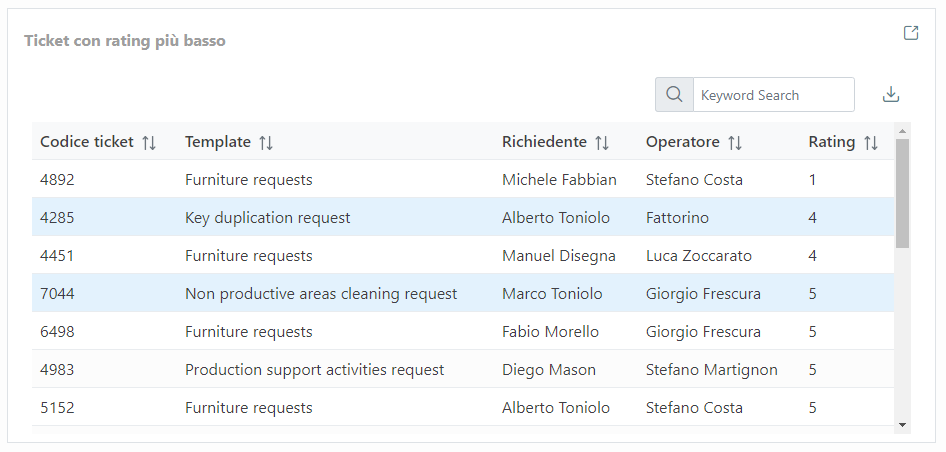 Ticket con rating più basso
Keyword Search
Codice ticket Template Richiedente Operatore Rating
4892 Furniture requests Michele Fabbian Stefano Costa 1
4285 Key duplication request Alberto Toniolo Fattorino 4
4451 Furniture requests Manuel Disegna Luca Zoccarato 4
7044 Non productive areas cleaning request Marco Toniolo Giorgio Frescura 5
6498 Furniture requests Fabio Morello Giorgio Frescura 5
4983 Production support activities request Diego Mason Stefano Martignon 5
5152 Furniture requests Alberto Toniolo Stefano Costa 5